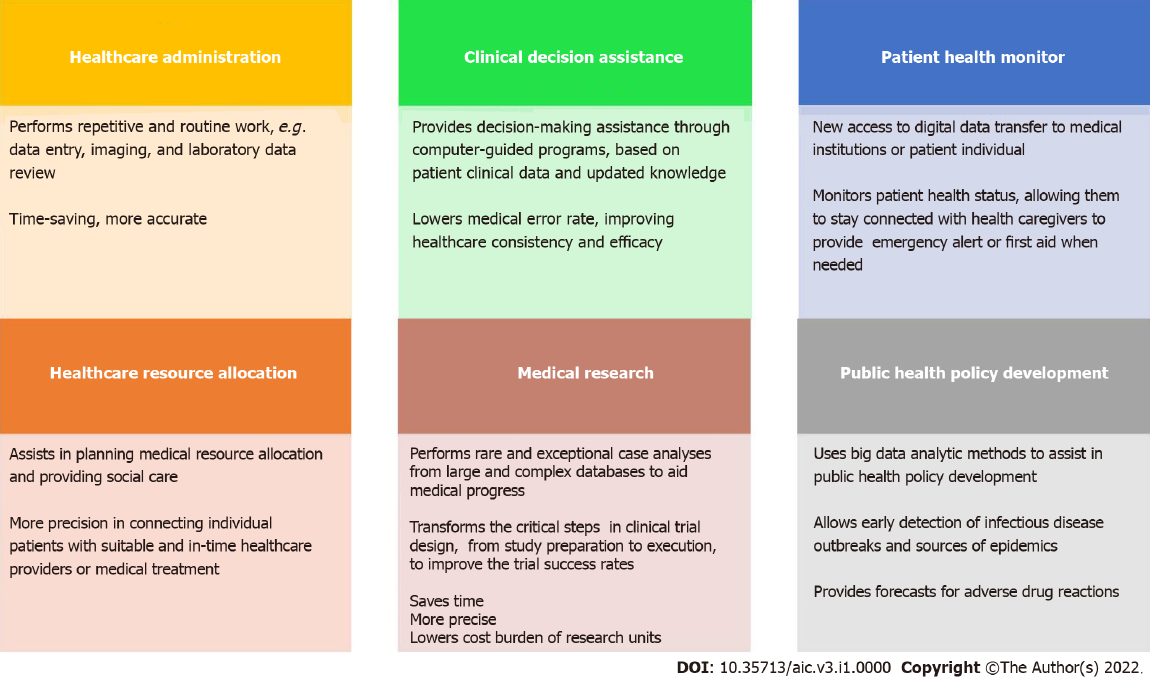 Healthcare administration
Performs repetitive and routine work, e.g.
data entry, imaging, and laboratory data
review
Time-saving, more accurate
Clinical decision assistance
Provides decision-making assistance through
computer-guided programs, based on
patient clinical data and updated knowledge
Lowers medical error rate, improving
healthcare consistency and efficacy
Patient health monitor
New access to digital data transfer to medical
institutions or patient individual
Monitors patient health status, allowing them
to stay connected with health caregivers to
provide emergency alert or first aid when
needed
Healthcare resource allocation
Assists in planning medical resource allocation
and providing social care
More precision in connecting individual
patients with suitable and in-time healthcare
providers or medical treatment
Medical research
Performs rare and exceptional case analyses
from large and complex databases to aid
medical progress
Transforms the critical steps in clinical trial
design, from study preparation to execution,
to improve the trial success rates
Saves time
More precise
Lowers cost burden of research units
Public health policy development
Uses big data analytic methods to assist in
public health policy development
Allows early detection of infectious disease
outbreaks and sources of epidemics
Provides forecasts for adverse drug reactions
DOI: 10.35713/aic.v3.i1.0000 Copyright ©The Author(s) 2022.